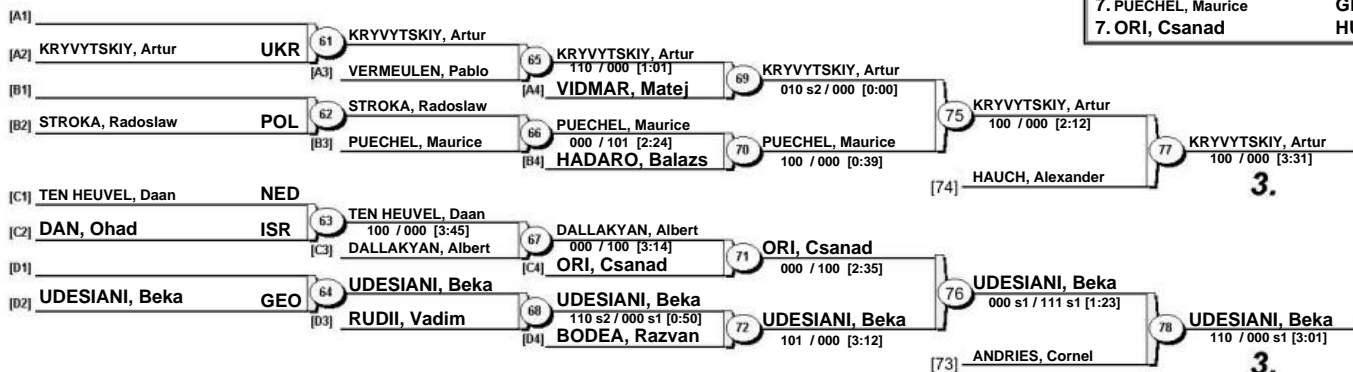 7. PUECHEL, Maurice
7. ORI, Csanad HU
[A1]
[A2] KRYVYTSKIY, Artur UKR
61 KRYVYTSKIY, Artur
[A3] VERMEULEN, Pablo
65 KRYVYTSKIY, Artur
110 / 000 [1:01]
[A4] VIDMAR, Matej
69 KRYVYTSKIY, Artur
010 s2 / 000 [0:00]
[B1]
[B2] STROKA, Radoslaw POL
62 STROKA, Radoslaw
[B3] PUECHEL, Maurice
66 PUECHEL, Maurice
000 / 101 [2:24]
[B4] HADARO, Balazs
70 PUECHEL, Maurice
100 / 000 [0:39]
75 KRYVYTSKIY, Artur
100 / 000 [2:12]
[74] HAUCH, Alexander
77 KRYVYTSKIY, Artur
100 / 000 [3:31]
3.
[C1] TEN HEUVEL, Daan NED
[C2] DAN, Ohad ISR
63 TEN HEUVEL, Daan
100 / 000 [3:45]
[C3] DALLAKYAN, Albert
67 DALLAKYAN, Albert
000 / 100 [3:14]
[C4] ORI, Csanad
71 ORI, Csanad
000 / 100 [2:35]
[D1]
[D2] UDESIANI, Beka GEO
64 UDESIANI, Beka
[D3] RUDII, Vadim
68 UDESIANI, Beka
110 s2 / 000 s1 [0:50]
[D4] BODEA, Razvan
72 UDESIANI, Beka
101 / 000 [3:12]
76 UDESIANI, Beka
000 s1 / 111 s1 [1:23]
[73] ANDRIES, Cornel
78 UDESIANI, Beka
110 / 000 s1 [3:01]
3.